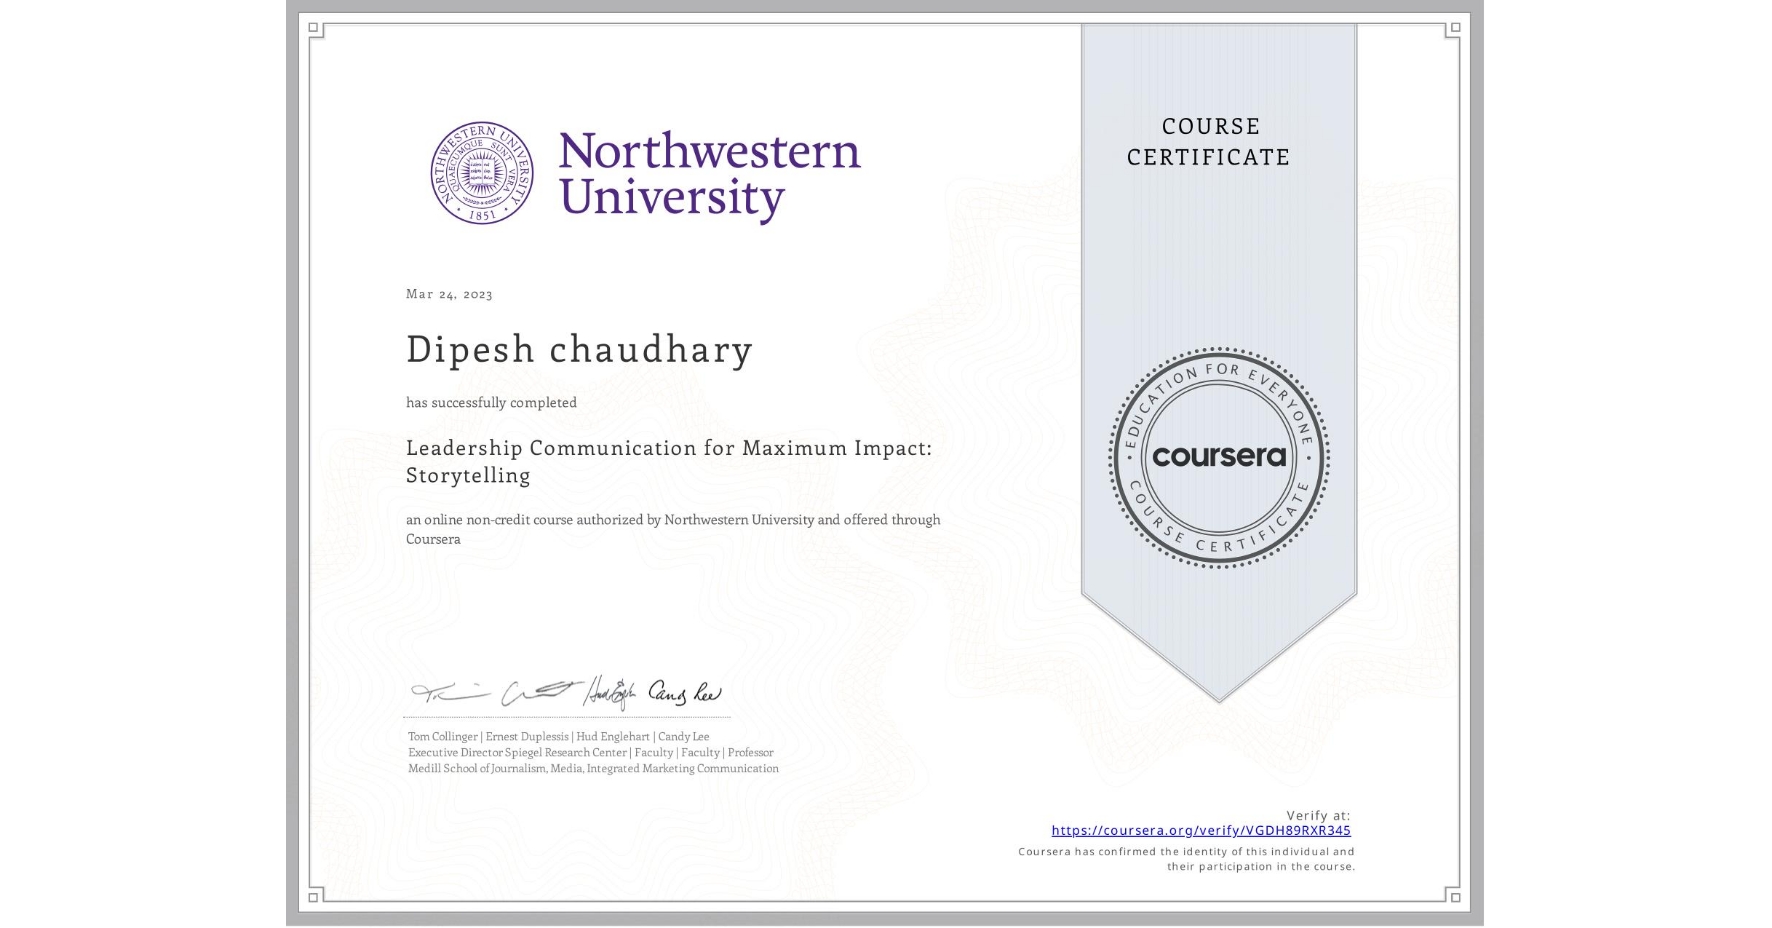 NORTHWESTERN UNIVERSITY
QUAECUMQUE SUNT VERA
1851
Northwestern
University
COURSE
CERTIFICATE
Mar 24, 2023
Dipesh chaudhary
has successfully completed
Leadership Communication for Maximum Impact:
Storytelling
an online non-credit course authorized by Northwestern University and offered through
Coursera
EDUCATION FOR EVERYONE
coursera
COURSE CERTIFICATE
Tom Collinger | Ernest Duplessis | Hud Englehart | Candy Lee
Executive Director Spiegel Research Center | Faculty | Faculty | Professor
Medill School of Journalism, Media, Integrated Marketing Communication
Verify at:
https://coursera.org/verify/VGDH89RXR345
Coursera has confirmed the identity of this individual and
their participation in the course.